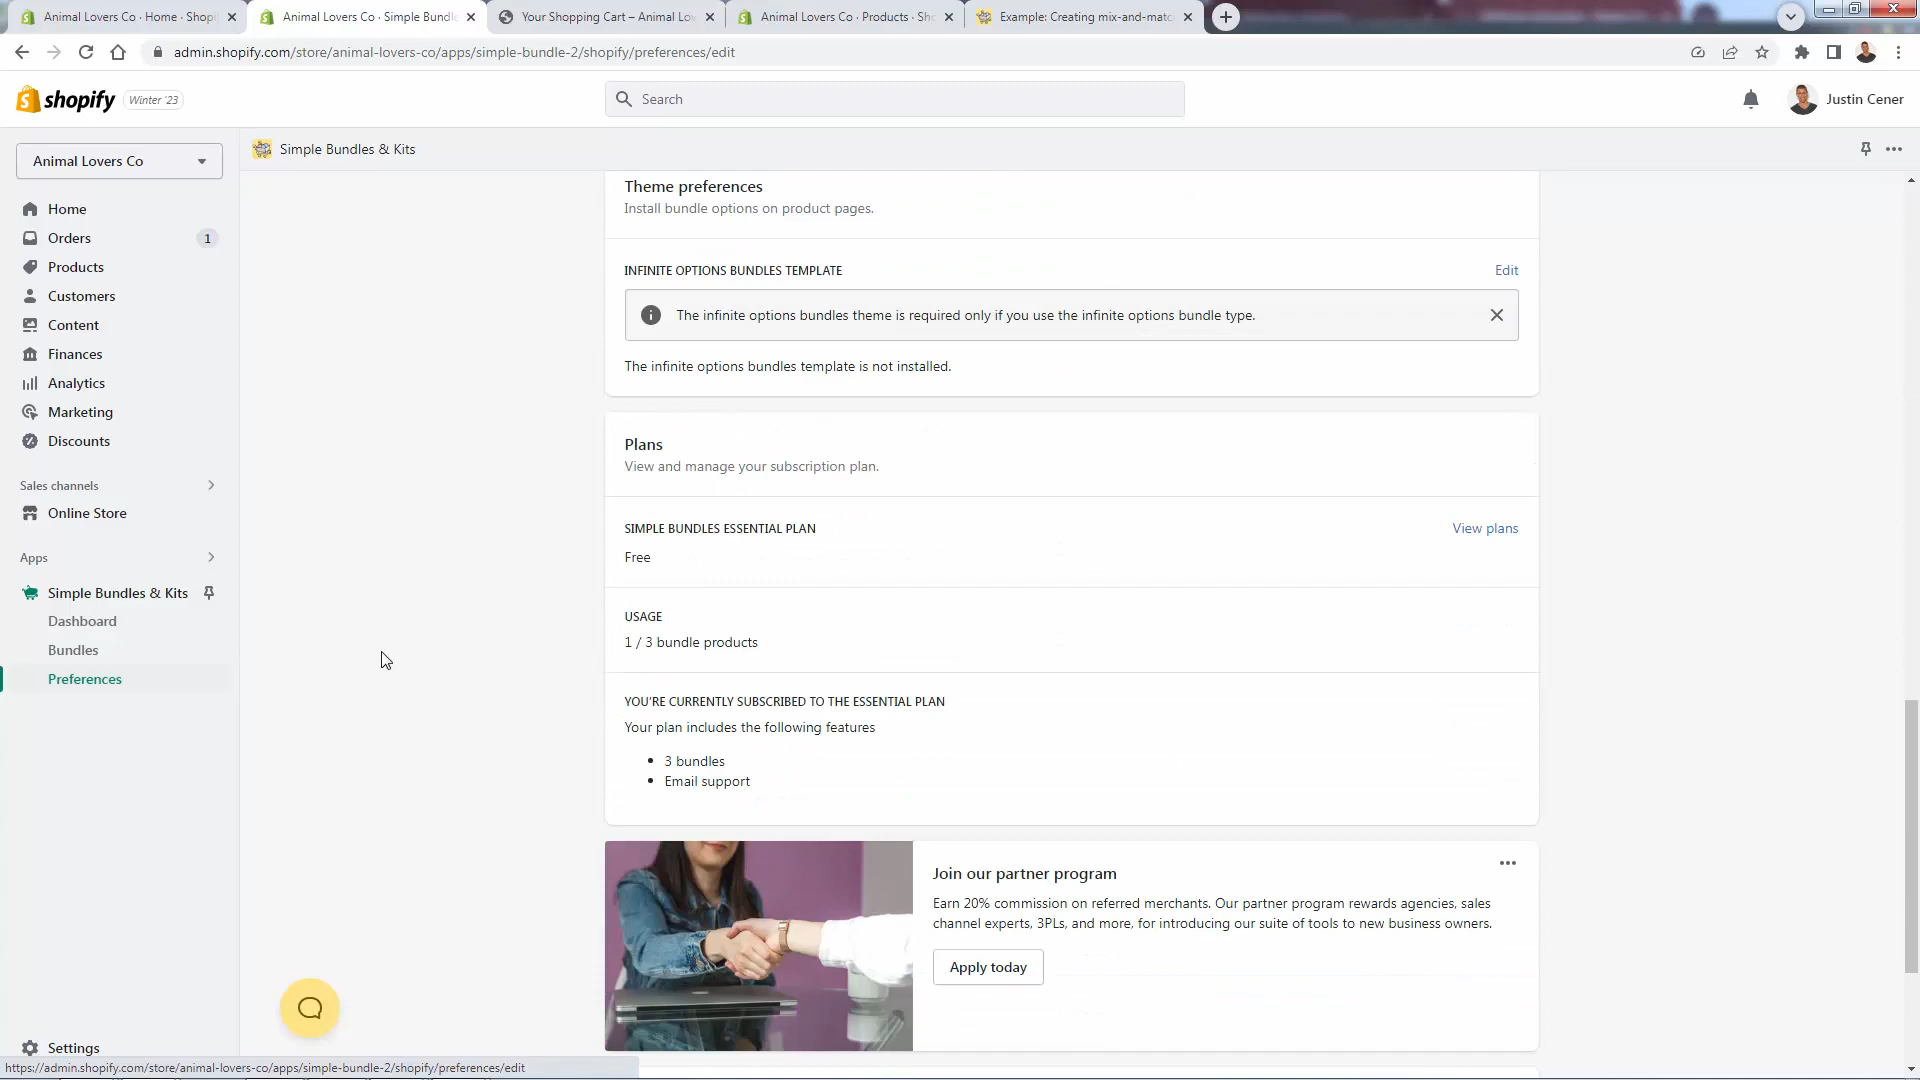 Animal Lovers Co · Home · Shopi
Animal Lovers Co · Simple Bundle
Your Shopping Cart – Animal Lo
Animal Lovers Co · Products · Sh
Example: Creating mix-and-matc
admin.shopify.com/store/animal-lovers-co/apps/simple-bundle-2/shopify/preferences/edit
shopify
Winter '23
Search
Justin Cener
Animal Lovers Co
Simple Bundles & Kits
Home
Orders
1
Products
Customers
Content
Finances
Analytics
Marketing
Discounts
Sales channels
Online Store
Apps
Simple Bundles & Kits
Dashboard
Bundles
Preferences
Settings
Theme preferences
Install bundle options on product pages.
INFINITE OPTIONS BUNDLES TEMPLATE
Edit
The infinite options bundles theme is required only if you use the infinite options bundle type.
The infinite options bundles template is not installed.
Plans
View and manage your subscription plan.
SIMPLE BUNDLES ESSENTIAL PLAN
View plans
Free
USAGE
1 / 3 bundle products
YOU'RE CURRENTLY SUBSCRIBED TO THE ESSENTIAL PLAN
Your plan includes the following features
3 bundles
Email support
Join our partner program
Earn 20% commission on referred merchants. Our partner program rewards agencies, sales
channel experts, 3PLs, and more, for introducing our suite of tools to new business owners.
Apply today
https://admin.shopify.com/store/animal-lovers-co/apps/simple-bundle-2/shopify/preferences/edit